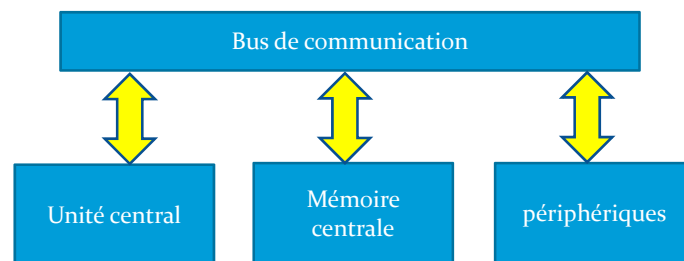 Bus de communication
Unité central
Mémoire
centrale
périphériques